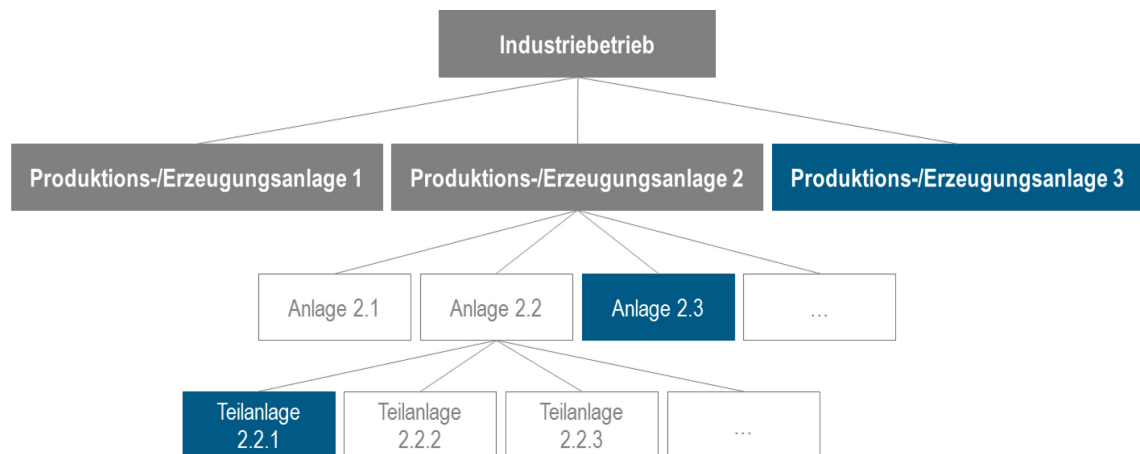 Industriebetrieb
Produktions-/Erzeugungsanlage 1
Produktions-/Erzeugungsanlage 2
Produktions-/Erzeugungsanlage 3
Anlage 2.1
Anlage 2.2
Anlage 2.3
…
Teilanlage
2.2.1
Teilanlage
2.2.2
Teilanlage
2.2.3
…